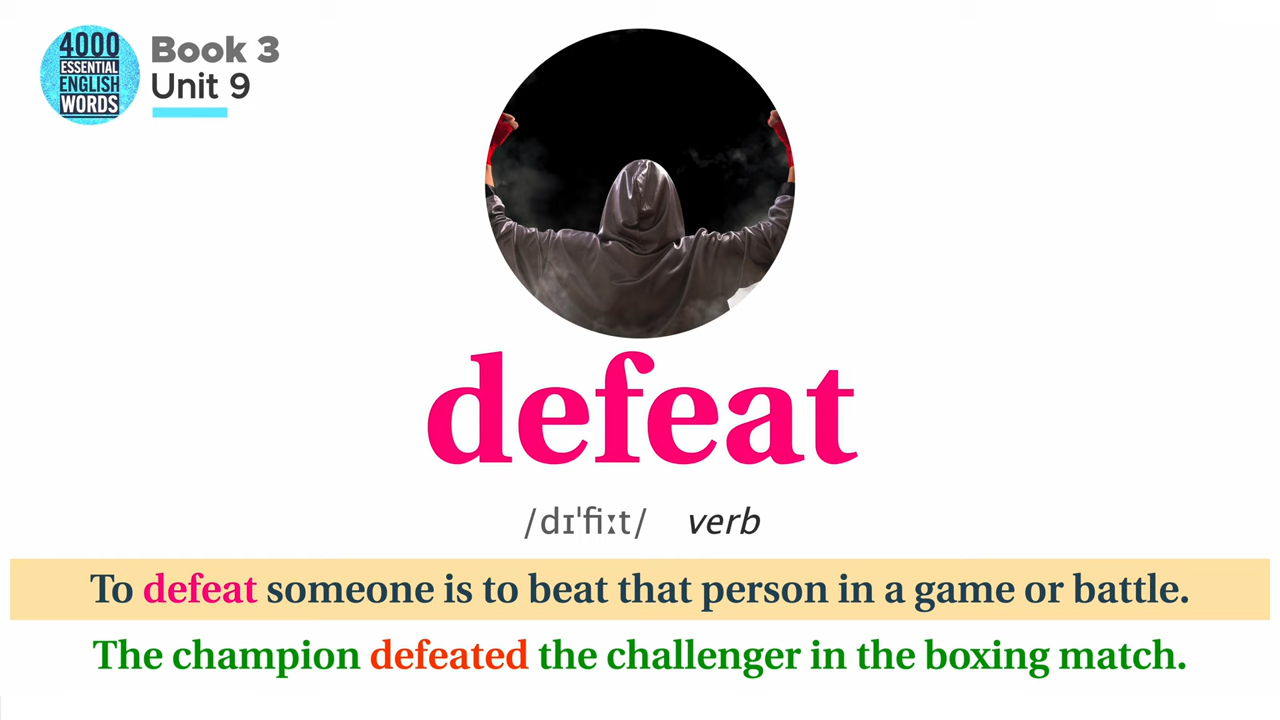 4000
ESSENTIAL
ENGLISH
WORDS
Book 3
Unit 9
defeat
/dɪˈfiːt/ verb
To defeat someone is to beat that person in a game or battle.
The champion defeated the challenger in the boxing match.